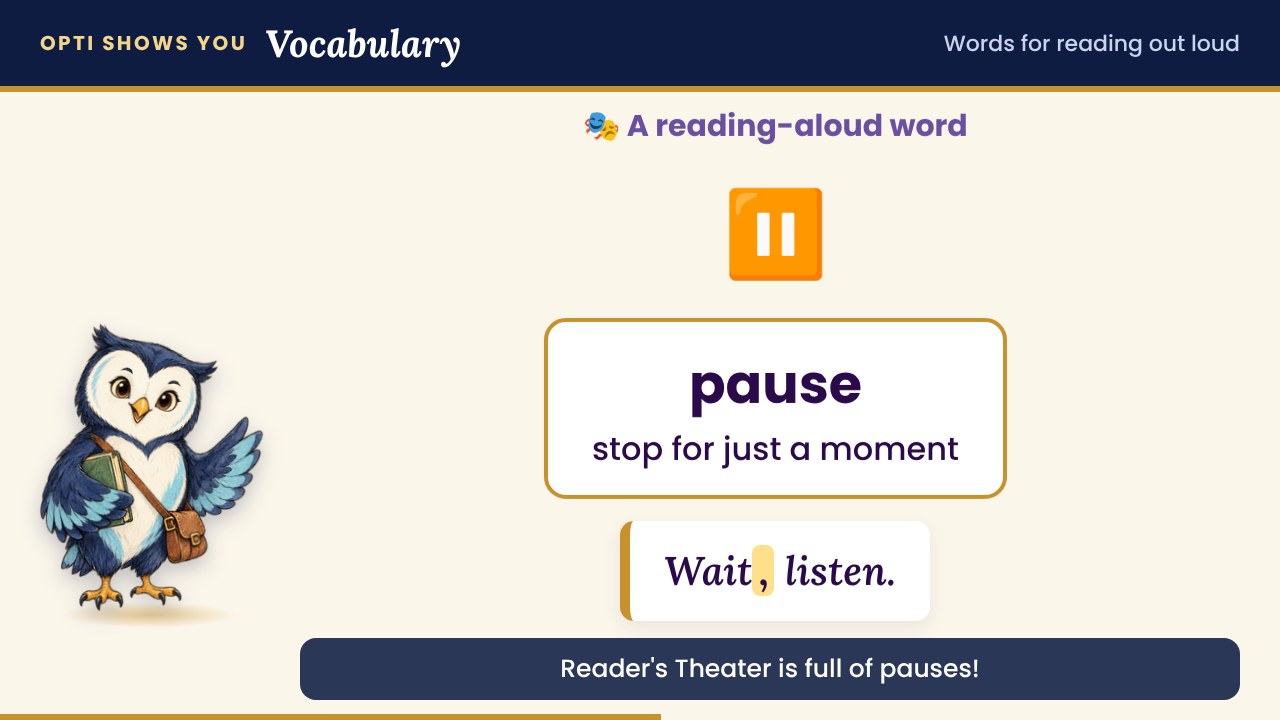 OPTI SHOWS YOU Vocabulary
Words for reading out loud
🎭 A reading-aloud word
pause
stop for just a moment
Wait, listen.
Reader's Theater is full of pauses!